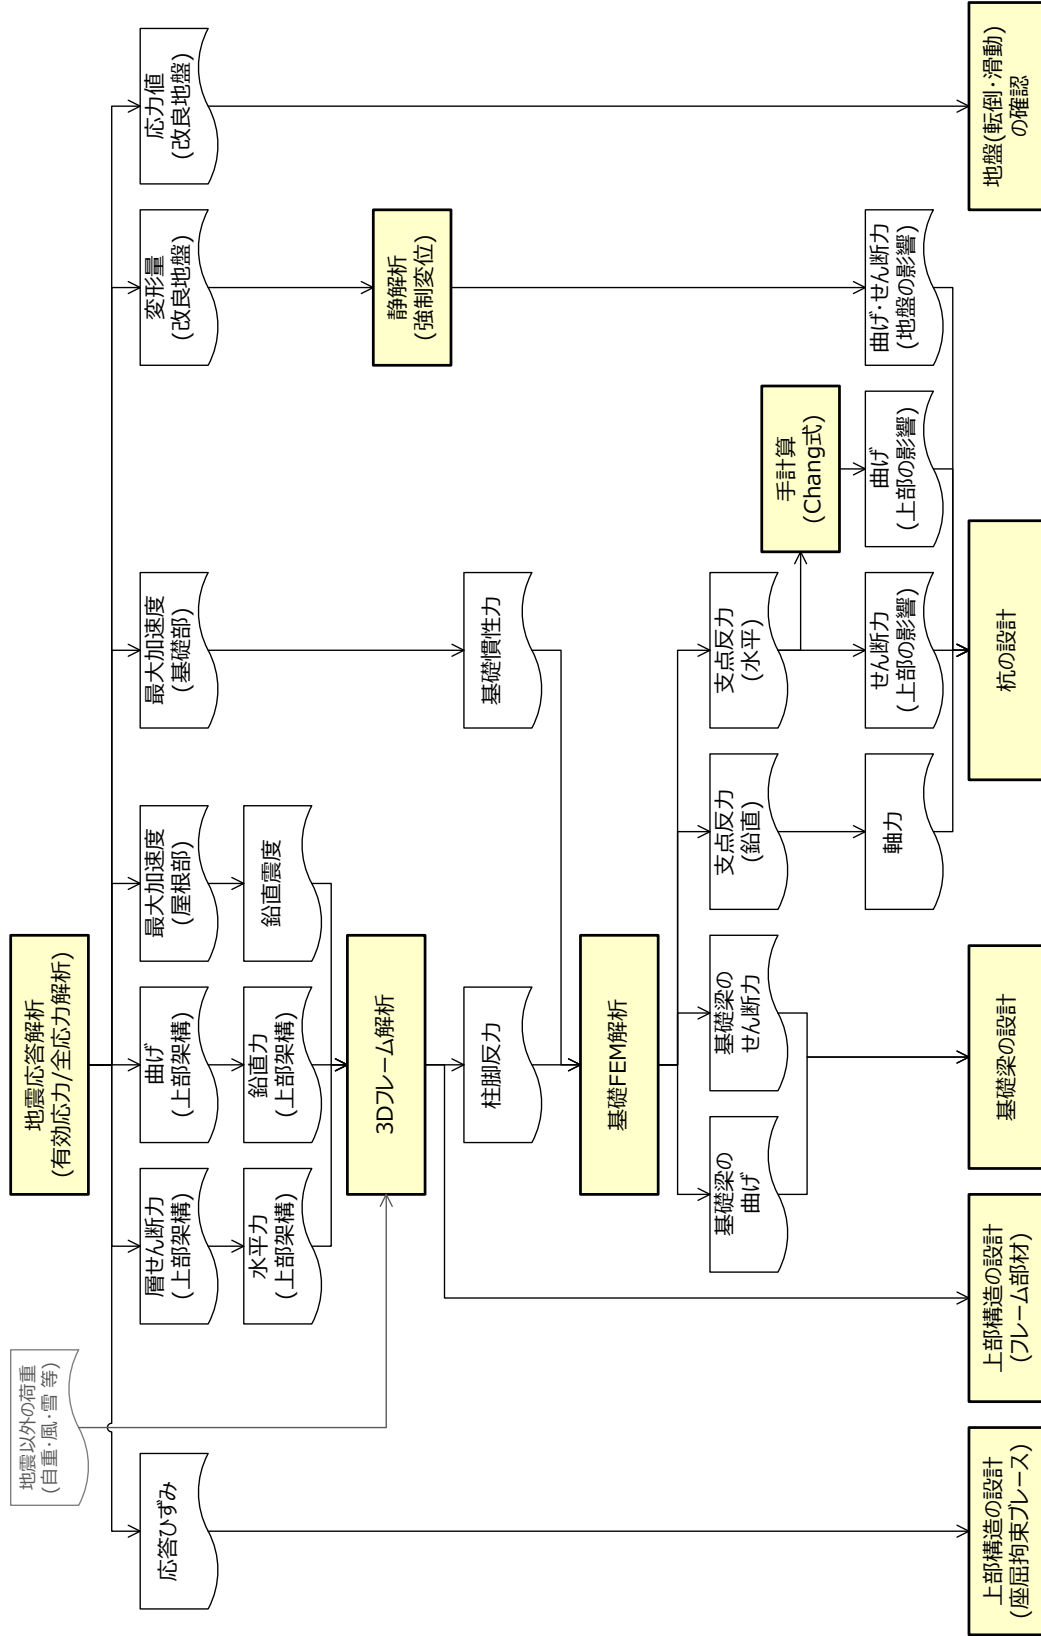 地震以外の荷重
(自重・風・雪 等)
地震応答解析
(有効応力/全応力解析)
応答ひずみ
層せん断力
(上部架構)
曲げ
(上部架構)
最大加速度
(屋根部)
最大加速度
(基礎部)
変形量
(改良地盤)
応力値
(改良地盤)
水平力
(上部架構)
鉛直力
(上部架構)
鉛直震度
3Dフレーム解析
静解析
(強制変位)
柱脚反力
基礎慣性力
基礎FEM解析
基礎梁の
曲げ
基礎梁の
せん断力
支点反力
(鉛直)
支点反力
(水平)
手計算
(Chang式)
軸力
せん断力
(上部の影響)
曲げ
(上部の影響)
曲げ・せん断力
(地盤の影響)
上部構造の設計
(座屈拘束ブレース)
上部構造の設計
(フレーム部材)
基礎梁の設計
杭の設計
地盤(転倒・滑動)
の確認